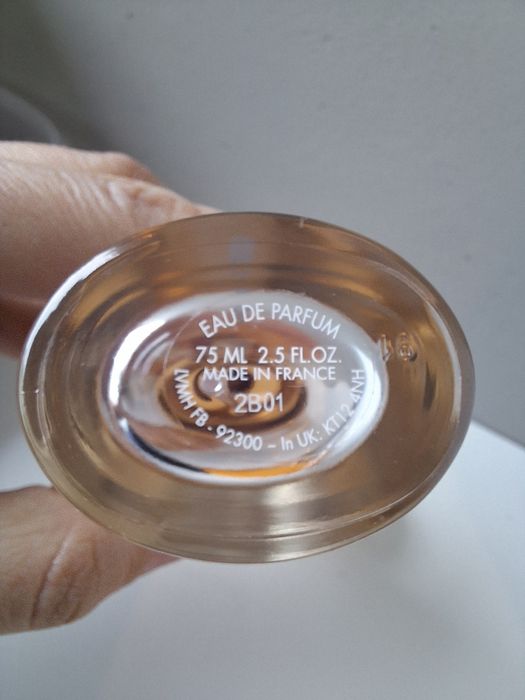 EAU DE PARFUM
75 ML 2.5 FL.OZ.
MADE IN FRANCE
2B01
LVMH FB - 92300 - In UK: KT12 4NH